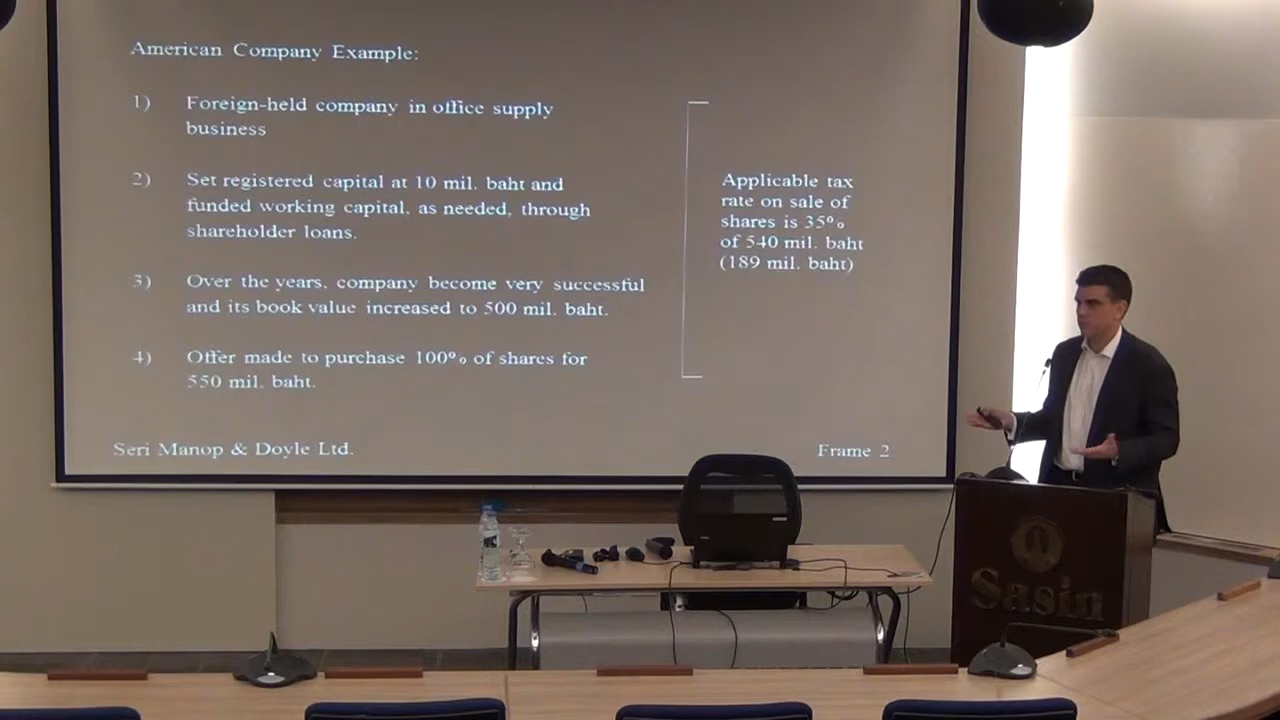 American Company Example:
1) Foreign-held company in office supply
business
2) Set registered capital at 10 mil. baht and
funded working capital, as needed, through
shareholder loans.
3) Over the years, company become very successful
and its book value increased to 500 mil. baht.
4) Offer made to purchase 100% of shares for
550 mil. baht.
Applicable tax
rate on sale of
shares is 35%
of 540 mil. baht
(189 mil. baht)
Seri Manop & Doyle Ltd.
Frame 2
Sasin